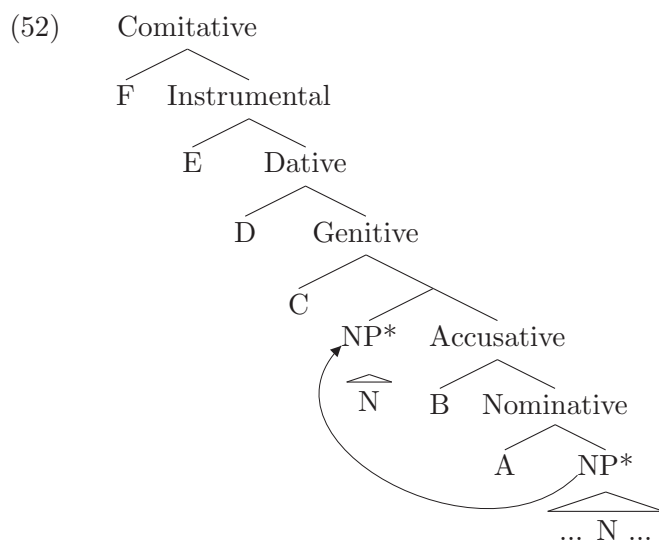 (52) Comitative
F Instrumental
E Dative
D Genitive
C
NP* Accusative
N B Nominative
A NP*
... N ...